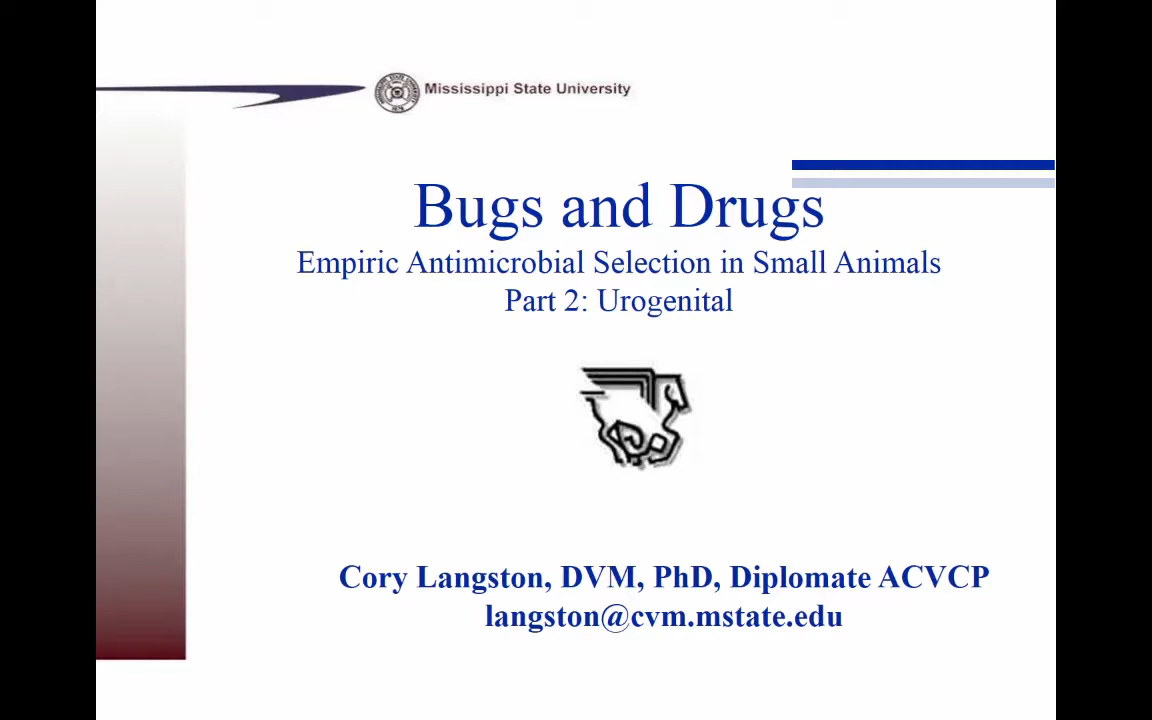 Mississippi State University
Bugs and Drugs
Empiric Antimicrobial Selection in Small Animals
Part 2: Urogenital
Cory Langston, DVM, PhD, Diplomate ACVCP
langston@cvm.mstate.edu